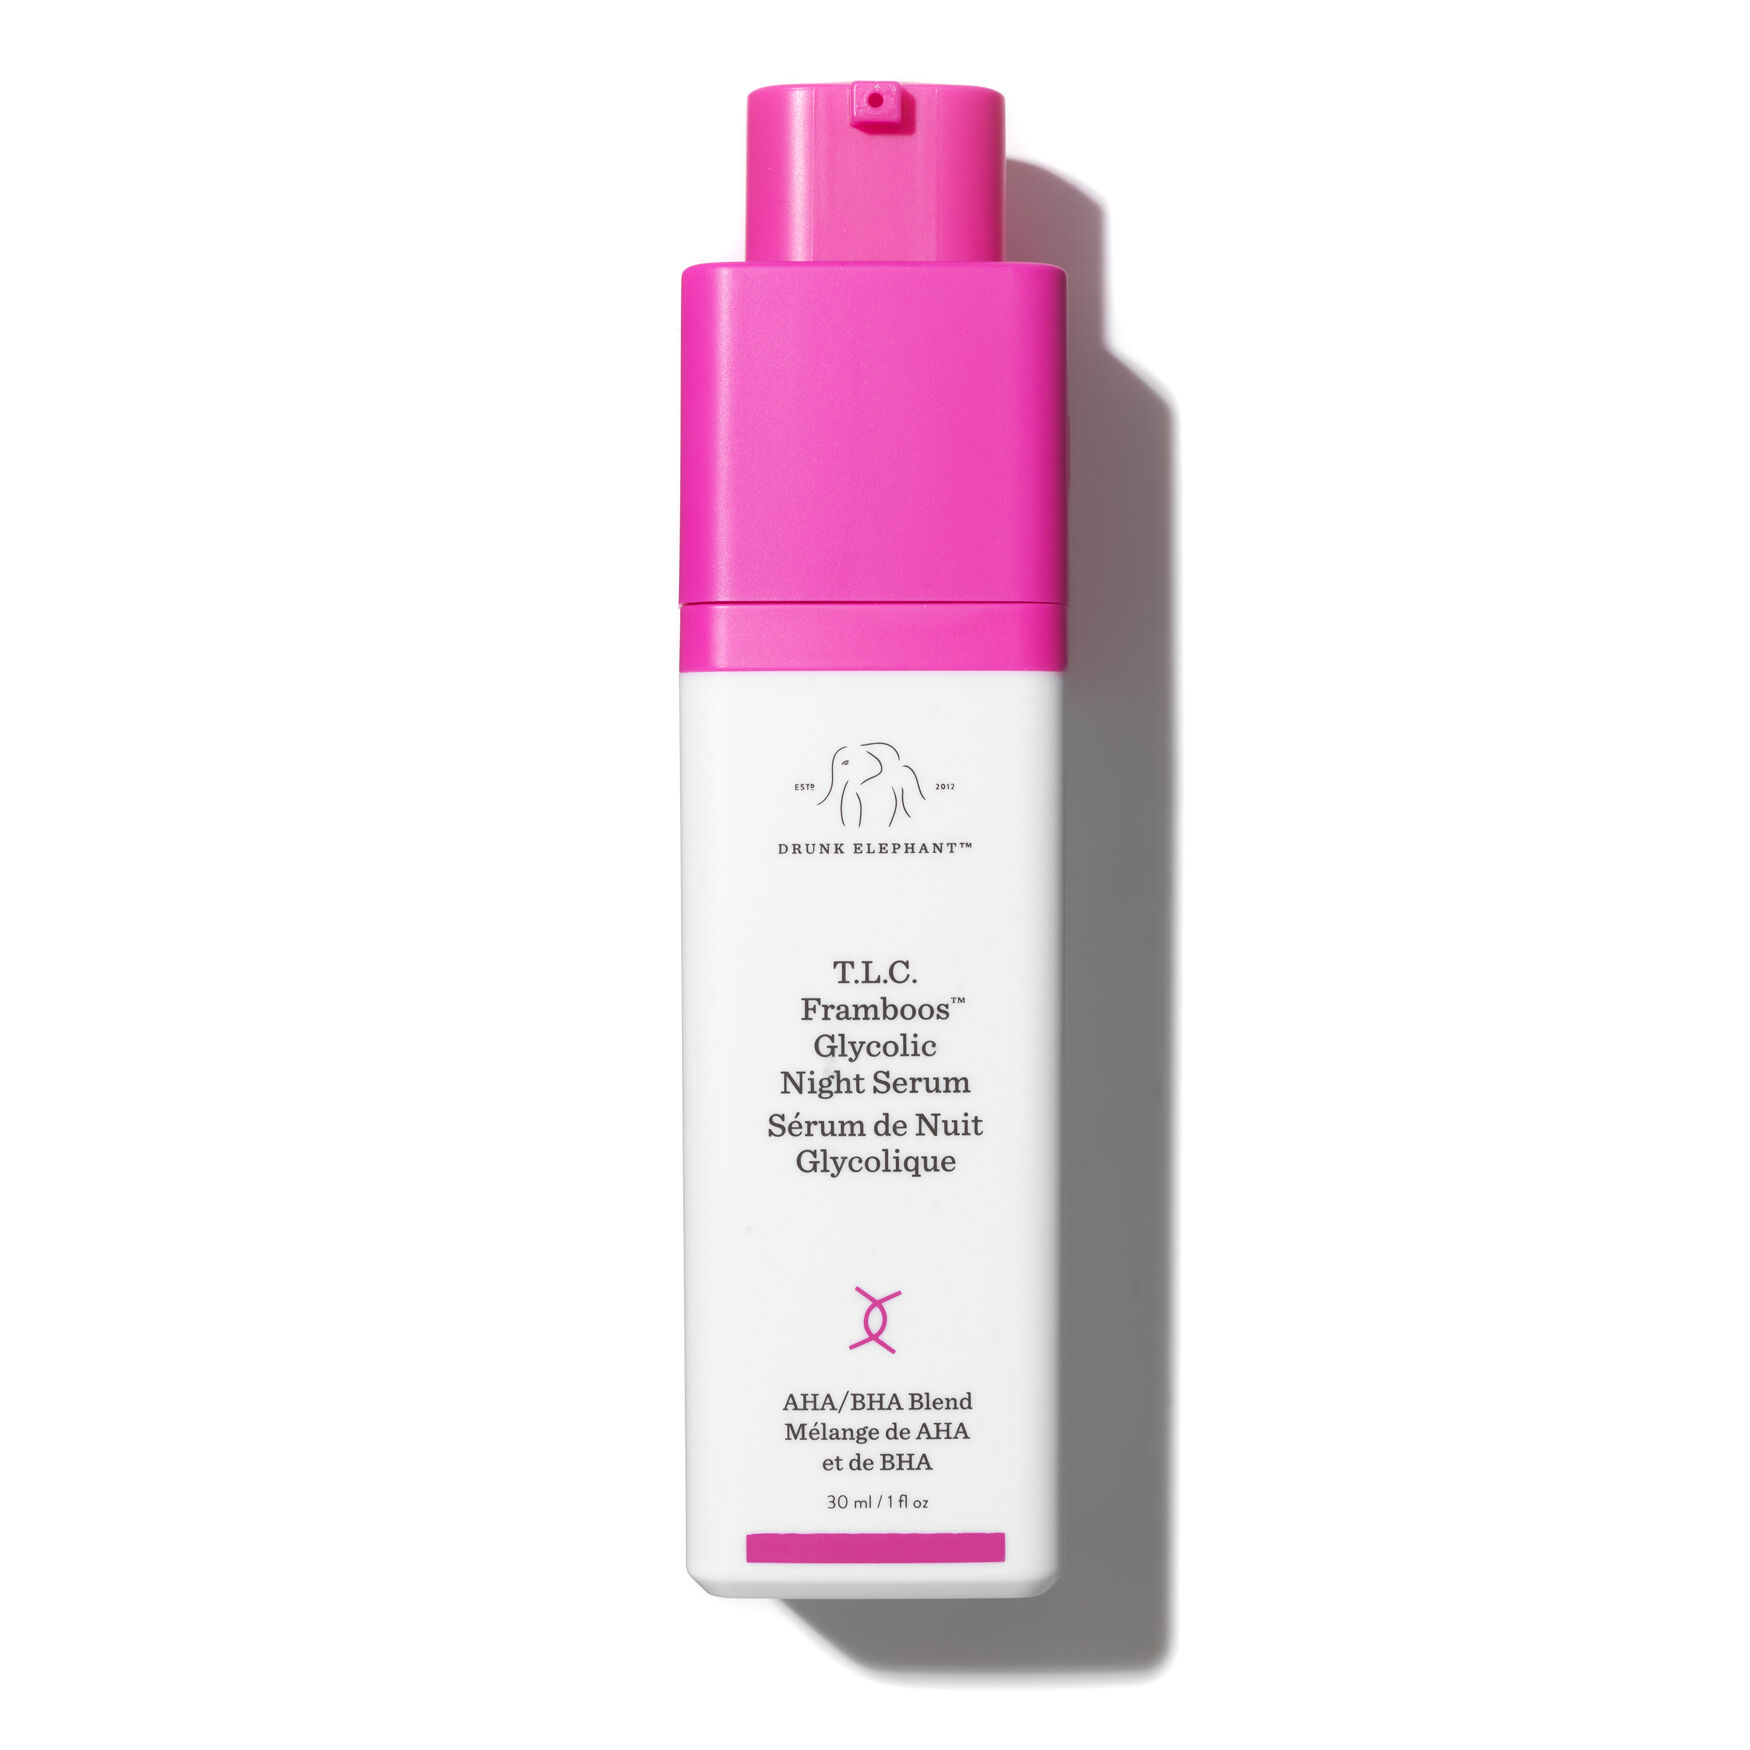 ESTD 2012
DRUNK ELEPHANT™
T.L.C.
Framboos™
Glycolic
Night Serum
Sérum de Nuit
Glycolique
AHA/BHA Blend
Mélange de AHA
et de BHA
30 ml / 1 fl oz